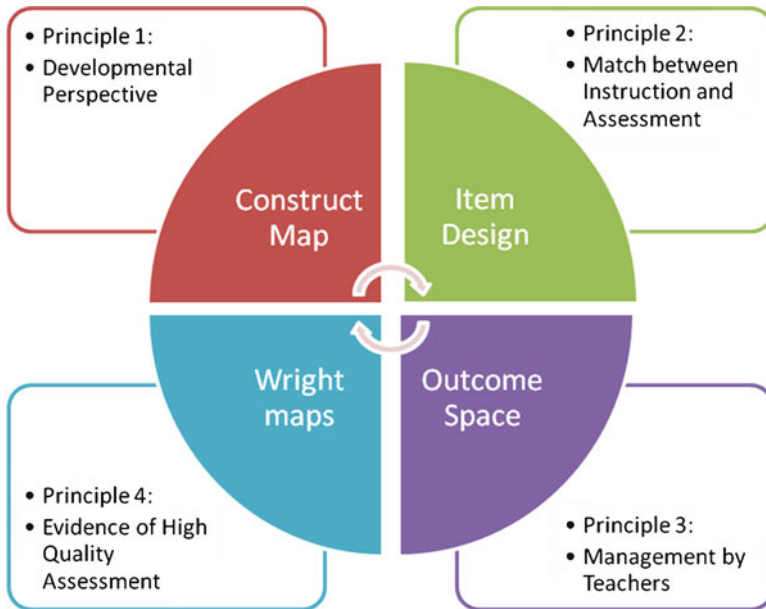 • Principle 1:
• Developmental
Perspective
• Principle 2:
• Match between
Instruction and
Assessment
Construct
Map
Item
Design
Wright
maps
Outcome
Space
• Principle 4:
• Evidence of High
Quality
Assessment
• Principle 3:
• Management by
Teachers